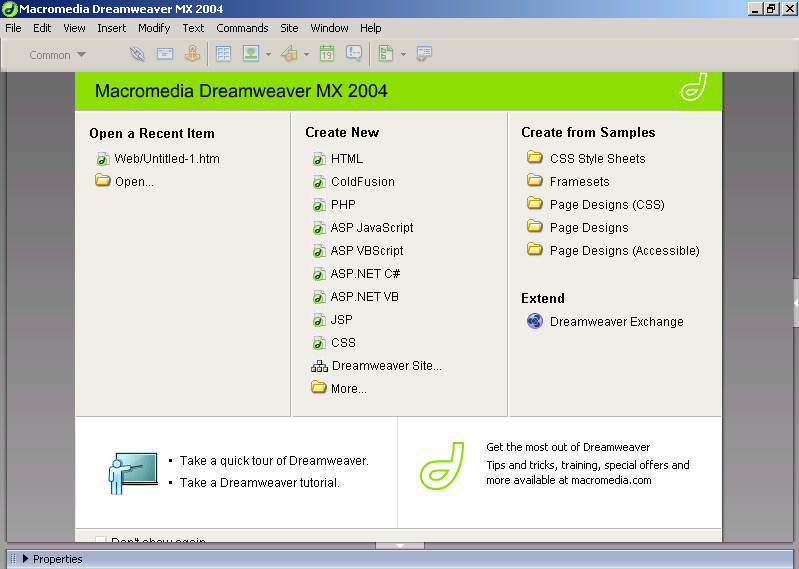 Macromedia Dreamweaver MX 2004
File Edit View Insert Modify Text Commands Site Window Help
Common
19
Macromedia Dreamweaver MX 2004
Open a Recent Item
Web/Untitled-1.htm
Open...
Create New
HTML
ColdFusion
PHP
ASP JavaScript
ASP VBScript
ASP.NET C#
ASP.NET VB
JSP
CSS
Dreamweaver Site...
More...
Create from Samples
CSS Style Sheets
Framesets
Page Designs (CSS)
Page Designs
Page Designs (Accessible)
Extend
Dreamweaver Exchange
• Take a quick tour of Dreamweaver.
• Take a Dreamweaver tutorial.
Get the most out of Dreamweaver
Tips and tricks, training, special offers and
more available at macromedia.com
Don't show again
Properties